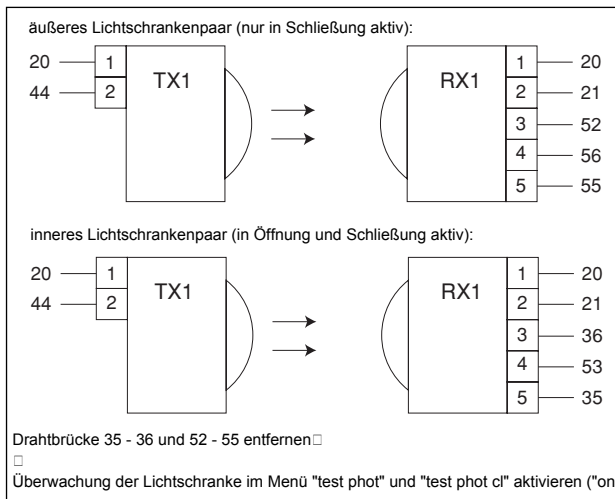 äußeres Lichtschrankenpaar (nur in Schließung aktiv):
20 1 TX1 RX1 1 20
44 2 2 21
3 52
4 56
5 55
inneres Lichtschrankenpaar (in Öffnung und Schließung aktiv):
20 1 TX1 RX1 1 20
44 2 2 21
3 36
4 53
5 35
Drahtbrücke 35 - 36 und 52 - 55 entfernen
Überwachung der Lichtschranke im Menü "test phot" und "test phot cl" aktivieren ("on